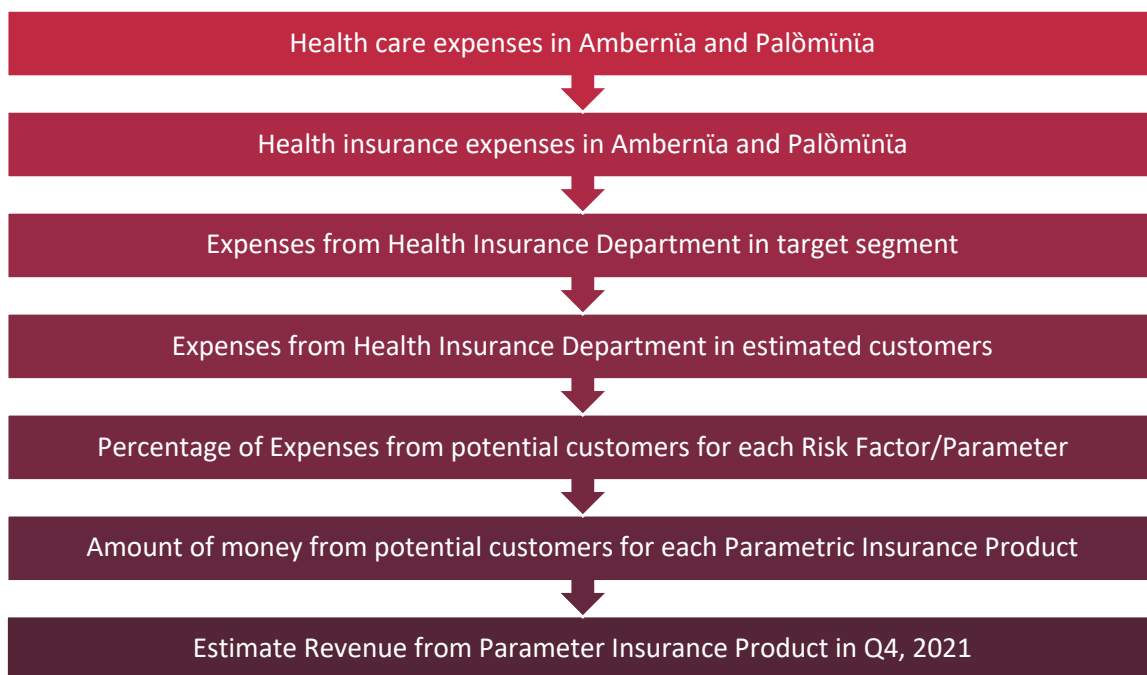 Health care expenses in Ambernïa and Palồmïnïa
Health insurance expenses in Ambernïa and Palồmïnïa
Expenses from Health Insurance Department in target segment
Expenses from Health Insurance Department in estimated customers
Percentage of Expenses from potential customers for each Risk Factor/Parameter
Amount of money from potential customers for each Parametric Insurance Product
Estimate Revenue from Parameter Insurance Product in Q4, 2021